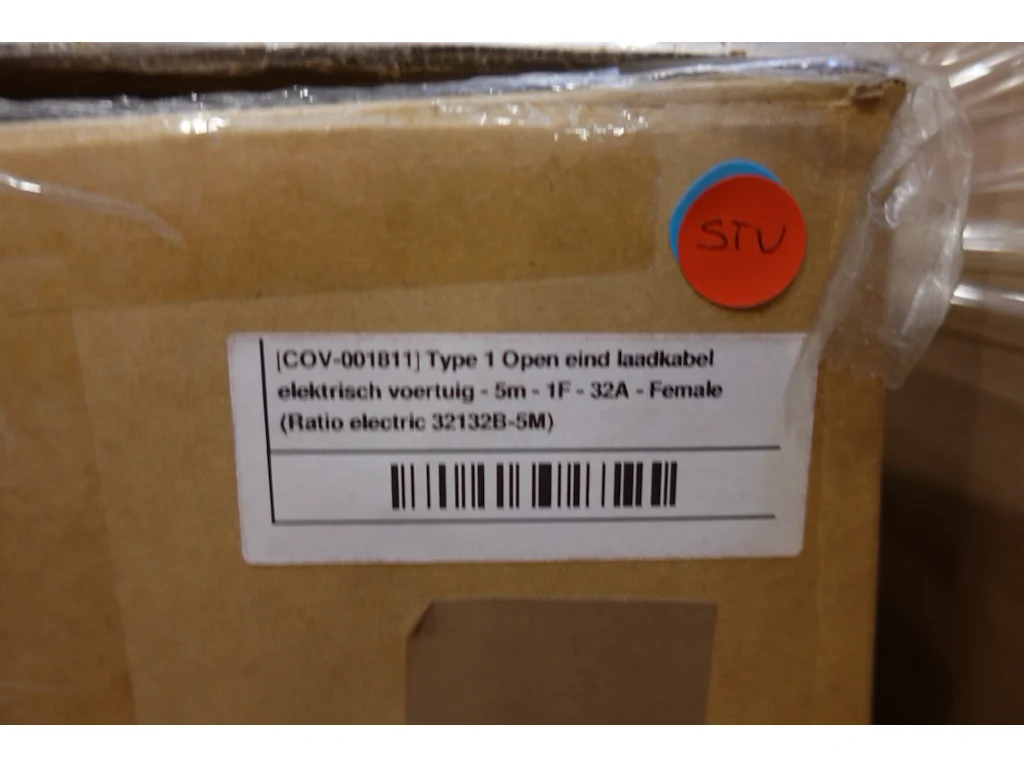 STU
[COV-001811] Type 1 Open eind laadkabel
elektrisch voertuig - 5m - 1F - 32A - Female
(Ratio electric 32132B-5M)